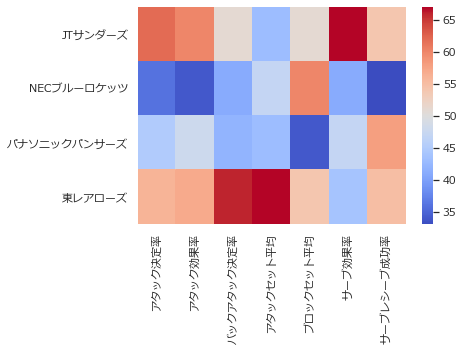 JTサンダーズ
NECブルーロケッツ
パナソニックパンサーズ
東レアローズ
アタック決定率
アタック効果率
バックアタック決定率
アタックセット平均
ブロックセット平均
サーブ効果率
サーブレシーブ成功率
65
60
55
50
45
40
35